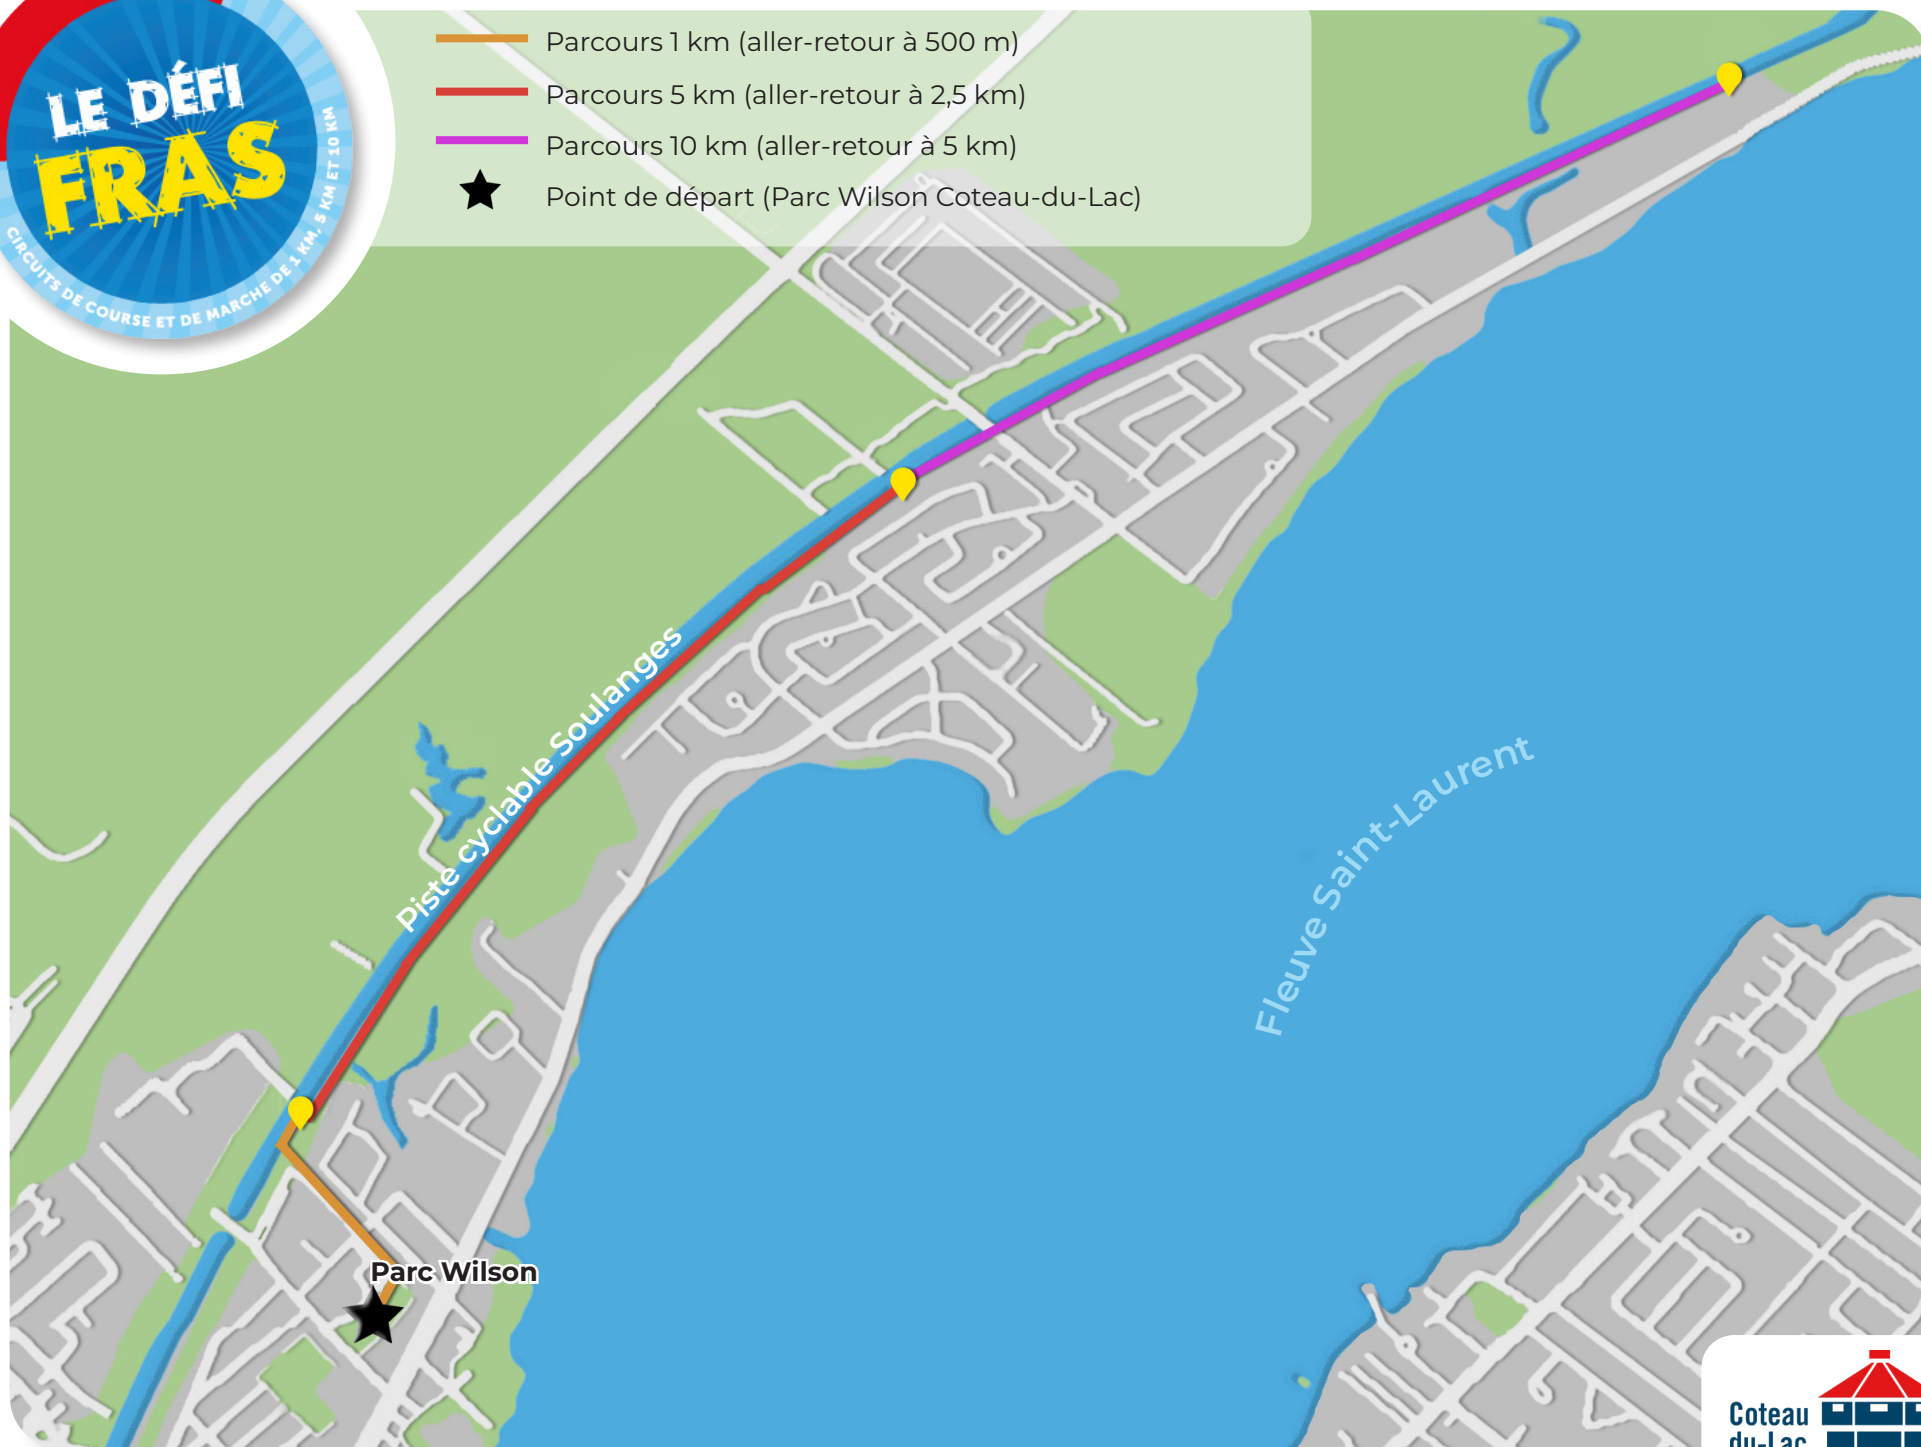 LE DÉFI
FRAS
CIRCUITS DE COURSE ET DE MARCHE DE 1 KM, 5 KM ET 10 KM
Parcours 1 km (aller-retour à 500 m)
Parcours 5 km (aller-retour à 2,5 km)
Parcours 10 km (aller-retour à 5 km)
Point de départ (Parc Wilson Coteau-du-Lac)
Piste cyclable Soulanges
Fleuve Saint-Laurent
Parc Wilson
Coteau
du-Lac